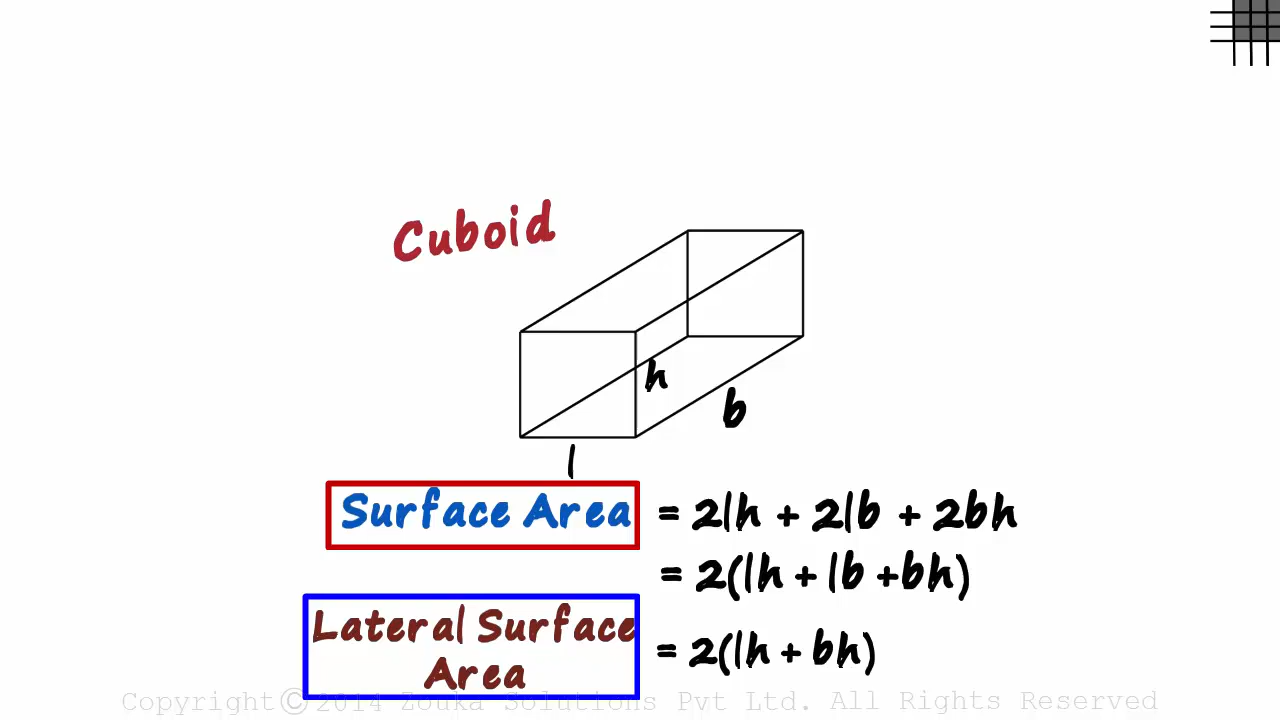 Cuboid
h
b
l
Surface Area = 2lh + 2lb + 2bh
= 2(lh + lb +bh)
Lateral Surface
Area
= 2(lh + bh)
Copyright©2014 Zouka Solutions Pvt Ltd. All Rights Reserved